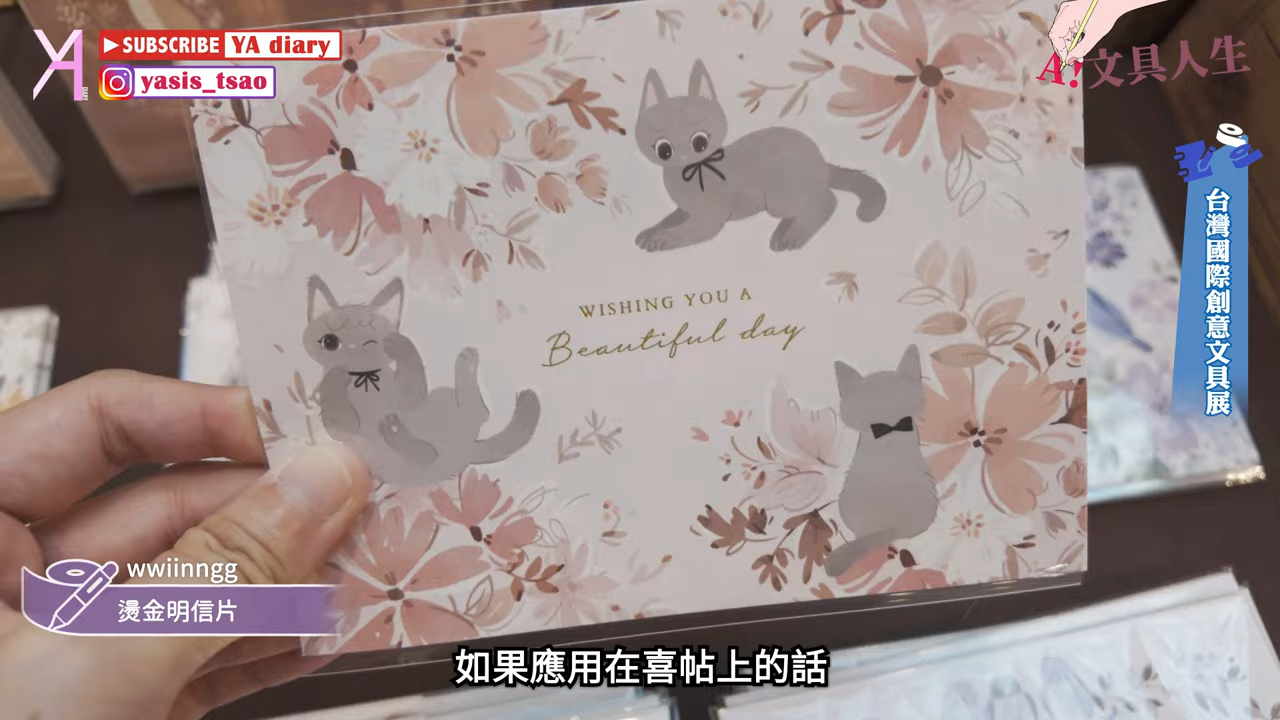 YA
DIARY
SUBSCRIBE YA diary
yasis_tsao
A!文具人生
台灣國際創意文具展
WISHING YOU A
Beautiful day
wwiinngg
燙金明信片
如果應用在喜帖上的話